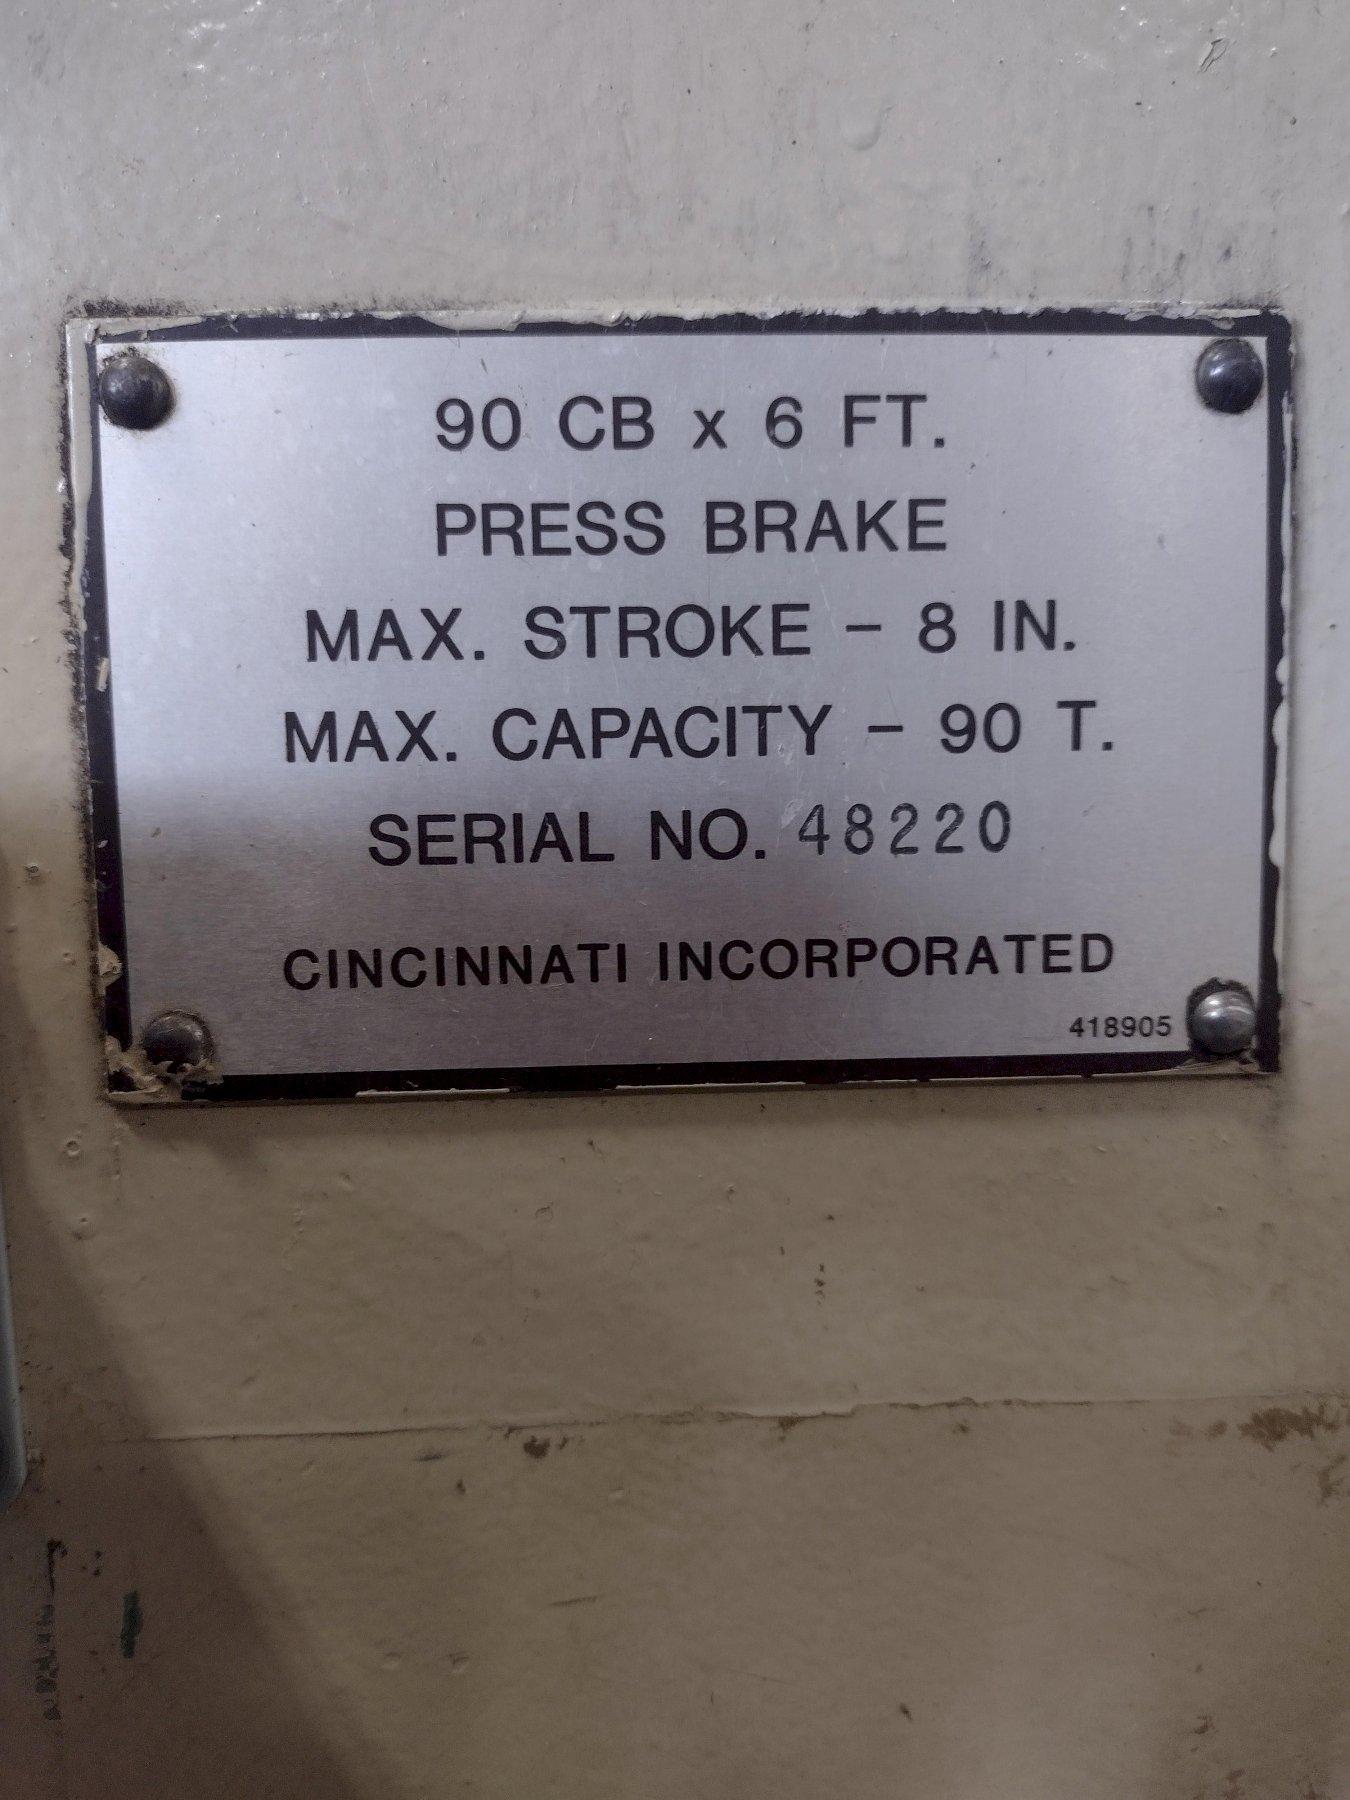 90 CB x 6 FT.
PRESS BRAKE
MAX. STROKE – 8 IN.
MAX. CAPACITY – 90 T.
SERIAL NO. 48220
CINCINNATI INCORPORATED
418905